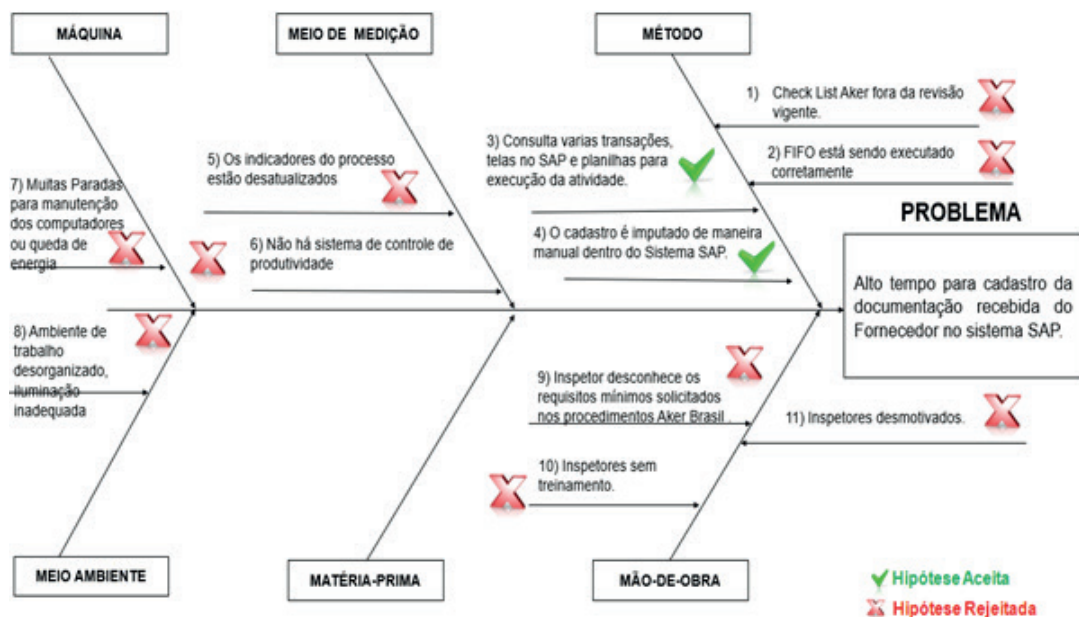 MÁQUINA
MEIO DE MEDIÇÃO
MÉTODO
1) Check List Aker fora da revisão
vigente.
2) FIFO está sendo executado
corretamente
3) Consulta varias transações,
telas no SAP e planilhas para
execução da atividade.
4) O cadastro é imputado de maneira
manual dentro do Sistema SAP.
5) Os indicadores do processo
estão desatualizados
6) Não há sistema de controle de
produtividade
7) Muitas Paradas
para manutenção
dos computadores
ou queda de
energia
PROBLEMA
Alto tempo para cadastro da
documentação recebida do
Fornecedor no sistema SAP.
8) Ambiente de
trabalho
desorganizado,
iluminação
inadequada
9) Inspetor desconhece os
requisitos mínimos solicitados
nos procedimentos Aker Brasil .
10) Inspetores sem
treinamento.
11) Inspetores desmotivados.
MEIO AMBIENTE
MATÉRIA-PRIMA
MÃO-DE-OBRA
Hipótese Aceita
Hipótese Rejeitada